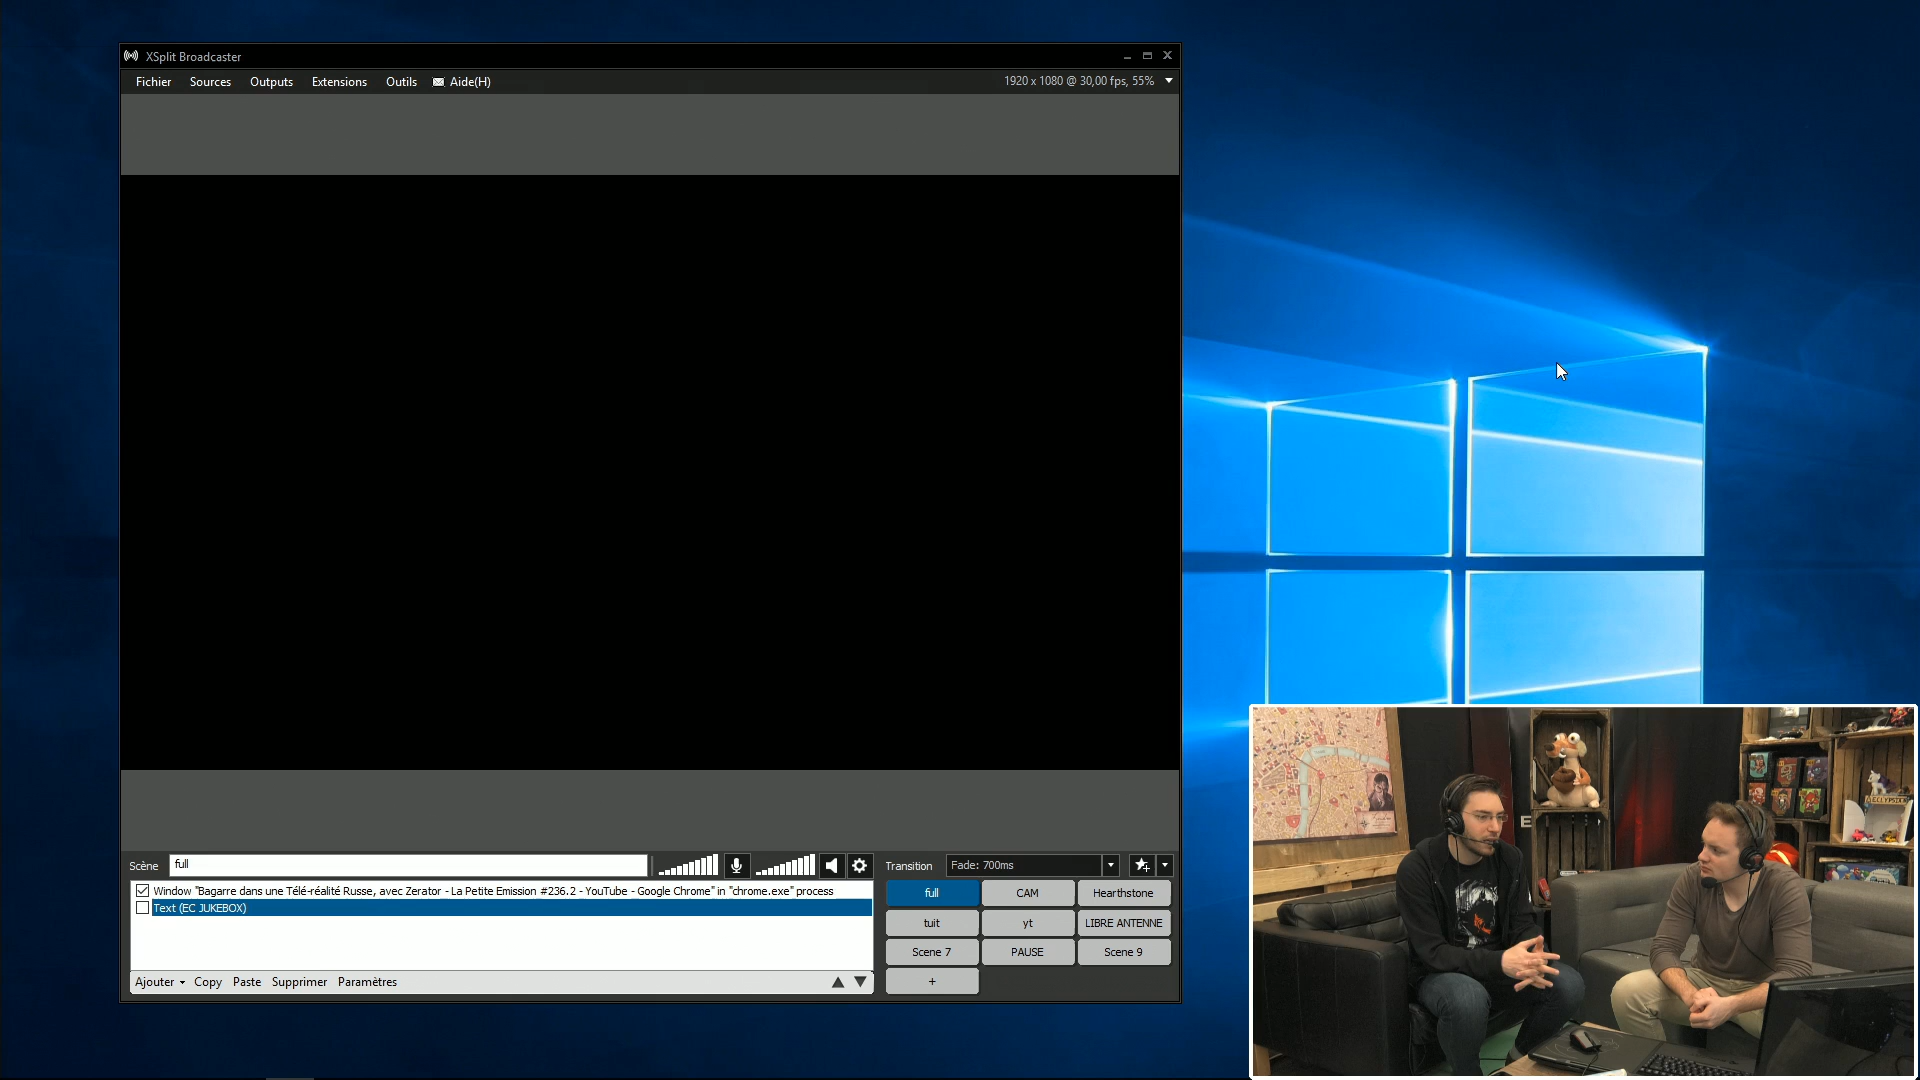 XSplit Broadcaster
Fichier Sources Outputs Extensions Outils Aide(H) 1920 x 1080 @ 30,00 fps, 55%
Scène full Transition Fade: 700ms
Window "Bagarre dans une Télé-réalité Russe, avec Zerator - La Petite Emission #236.2 - YouTube - Google Chrome" in "chrome.exe" process
Text (EC JUKEBOX)
full CAM Hearthstone
tuit yt LIBRE ANTENNE
Scene 7 PAUSE Scene 9
+
Ajouter Copy Paste Supprimer Paramètres